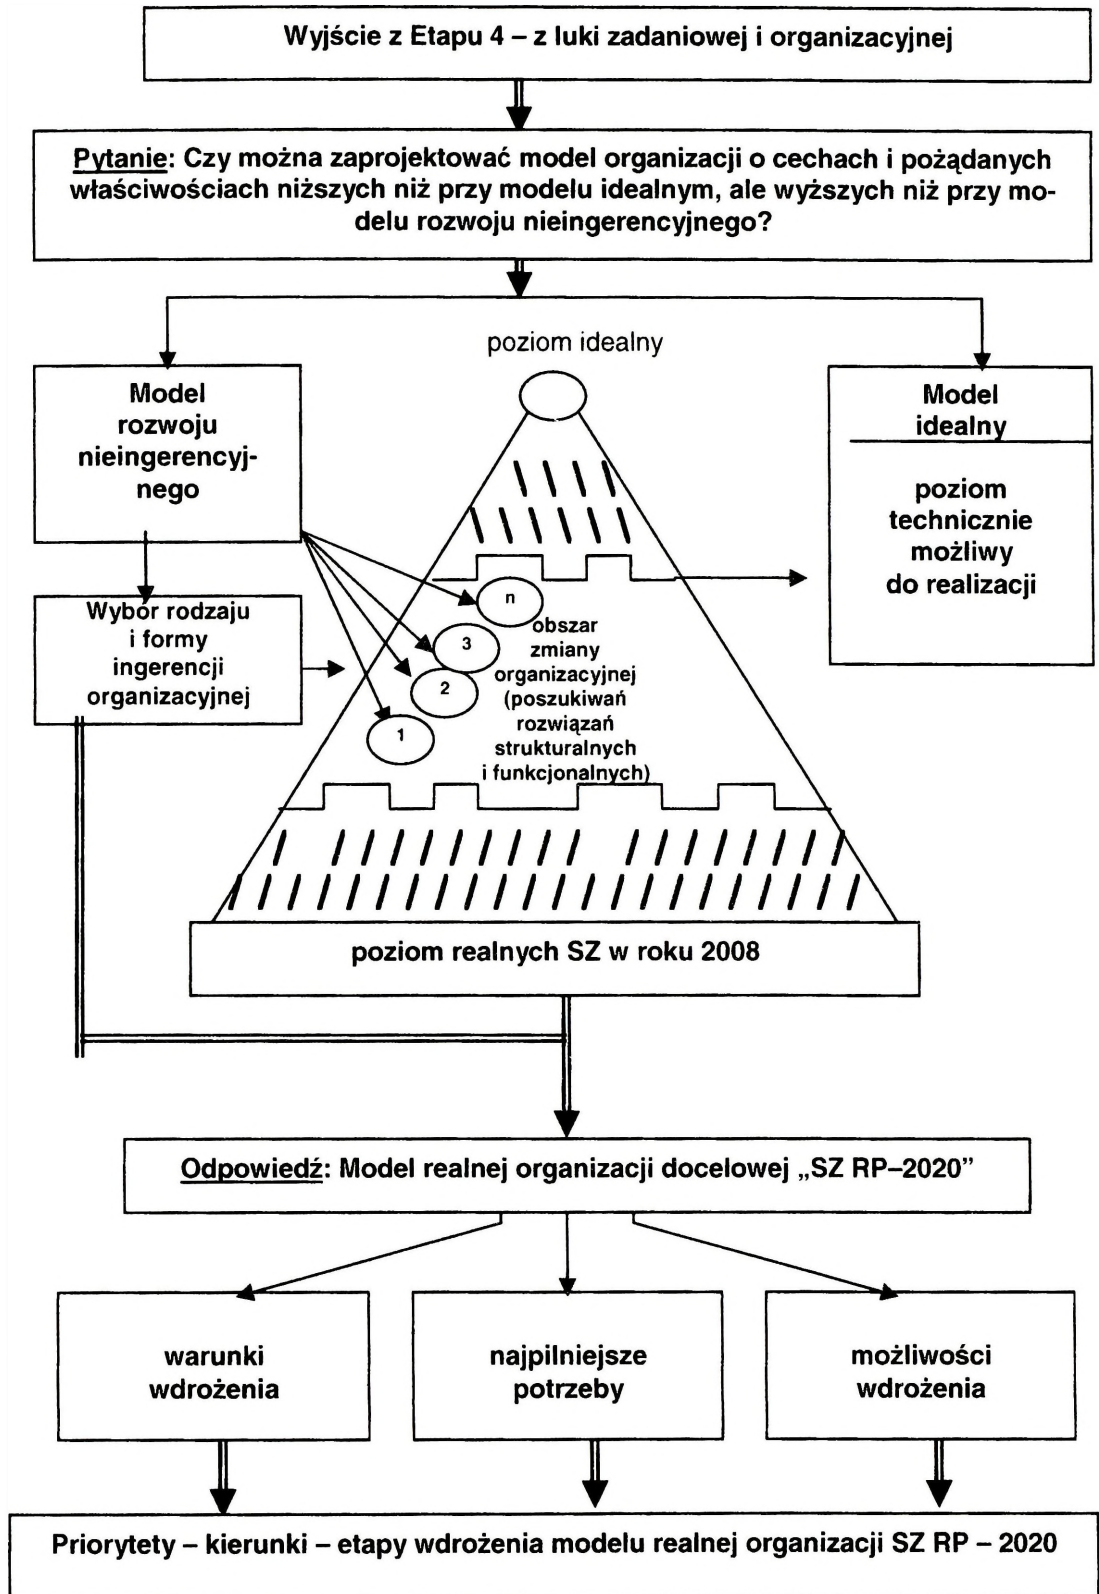 Wyjście z Etapu 4 – z luki zadaniowej i organizacyjnej
Pytanie: Czy można zaprojektować model organizacji o cechach i pożądanych
właściwościach niższych niż przy modelu idealnym, ale wyższych niż przy mo-
delu rozwoju nieingerencyjnego?
poziom idealny
Model
rozwoju
nieingerencyj-
nego
Model
idealny
poziom
technicznie
możliwy
do realizacji
Wybór rodzaju
i formy
ingerencji
organizacyjnej
n
3
2
1
obszar
zmiany
organizacyjnej
(poszukiwań
rozwiązań
strukturalnych
i funkcjonalnych)
poziom realnych SZ w roku 2008
Odpowiedź: Model realnej organizacji docelowej „SZ RP–2020”
warunki
wdrożenia
najpilniejsze
potrzeby
możliwości
wdrożenia
Priorytety – kierunki – etapy wdrożenia modelu realnej organizacji SZ RP – 2020